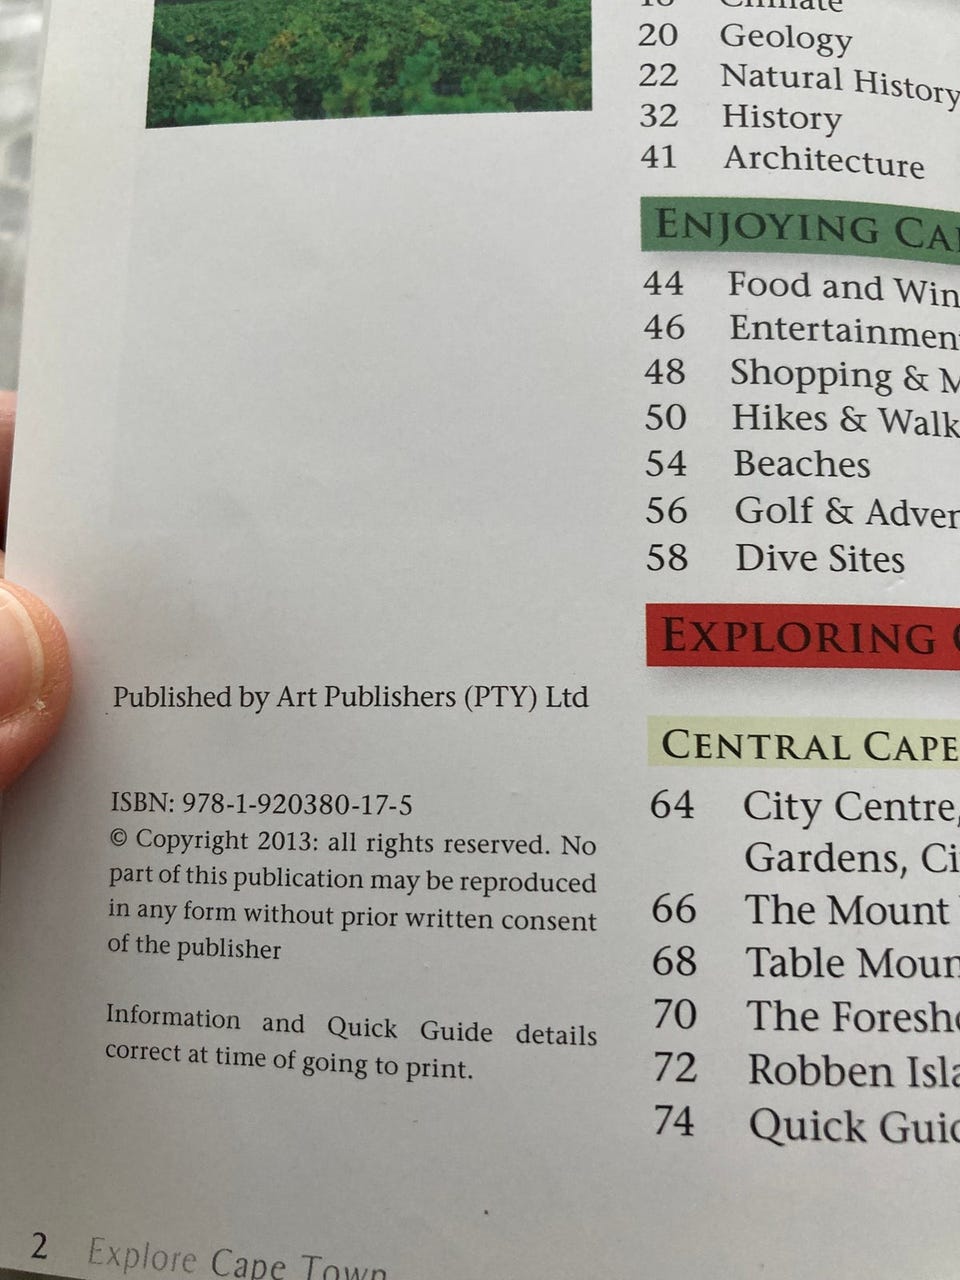 20 Geology
22 Natural History
32 History
41 Architecture
ENJOYING
44 Food and
46
48 Shopping &
50 Hikes &
54 Beaches
56 Golf &
58 Dive Sites
EXPLORING
CENTRAL CAPE
64 City Centre,
Gardens,
66 The Mount
68 Table
70 The
72 Robben
74 Quick
Published by Art Publishers (PTY) Ltd
ISBN: 978-1-920380-17-5
© Copyright 2013: all rights reserved. No
part of this publication may be reproduced
in any form without prior written consent
of the publisher
Information and Quick Guide details
correct at time of going to print.
2 Explore Cape Town